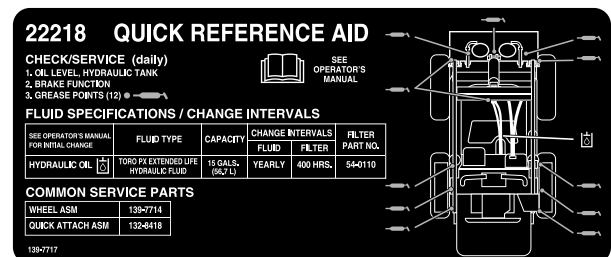 22218 QUICK REFERENCE AID
CHECK/SERVICE (daily)
1. OIL LEVEL, HYDRAULIC TANK
2. BRAKE FUNCTION
3. GREASE POINTS (12)
SEE
OPERATOR'S
MANUAL
FLUID SPECIFICATIONS / CHANGE INTERVALS
SEE OPERATOR'S MANUAL
FOR INITIAL CHANGE
FLUID TYPE
CAPACITY
CHANGE INTERVALS
FLUID
FILTER
FILTER
PART NO.
HYDRAULIC OIL
TORO PX EXTENDED LIFE
HYDRAULIC FLUID
15 GALS.
(56,7 L)
YEARLY
400 HRS.
54-0110
COMMON SERVICE PARTS
WHEEL ASM 139-7714
QUICK ATTACH ASM 132-8418
139-7717